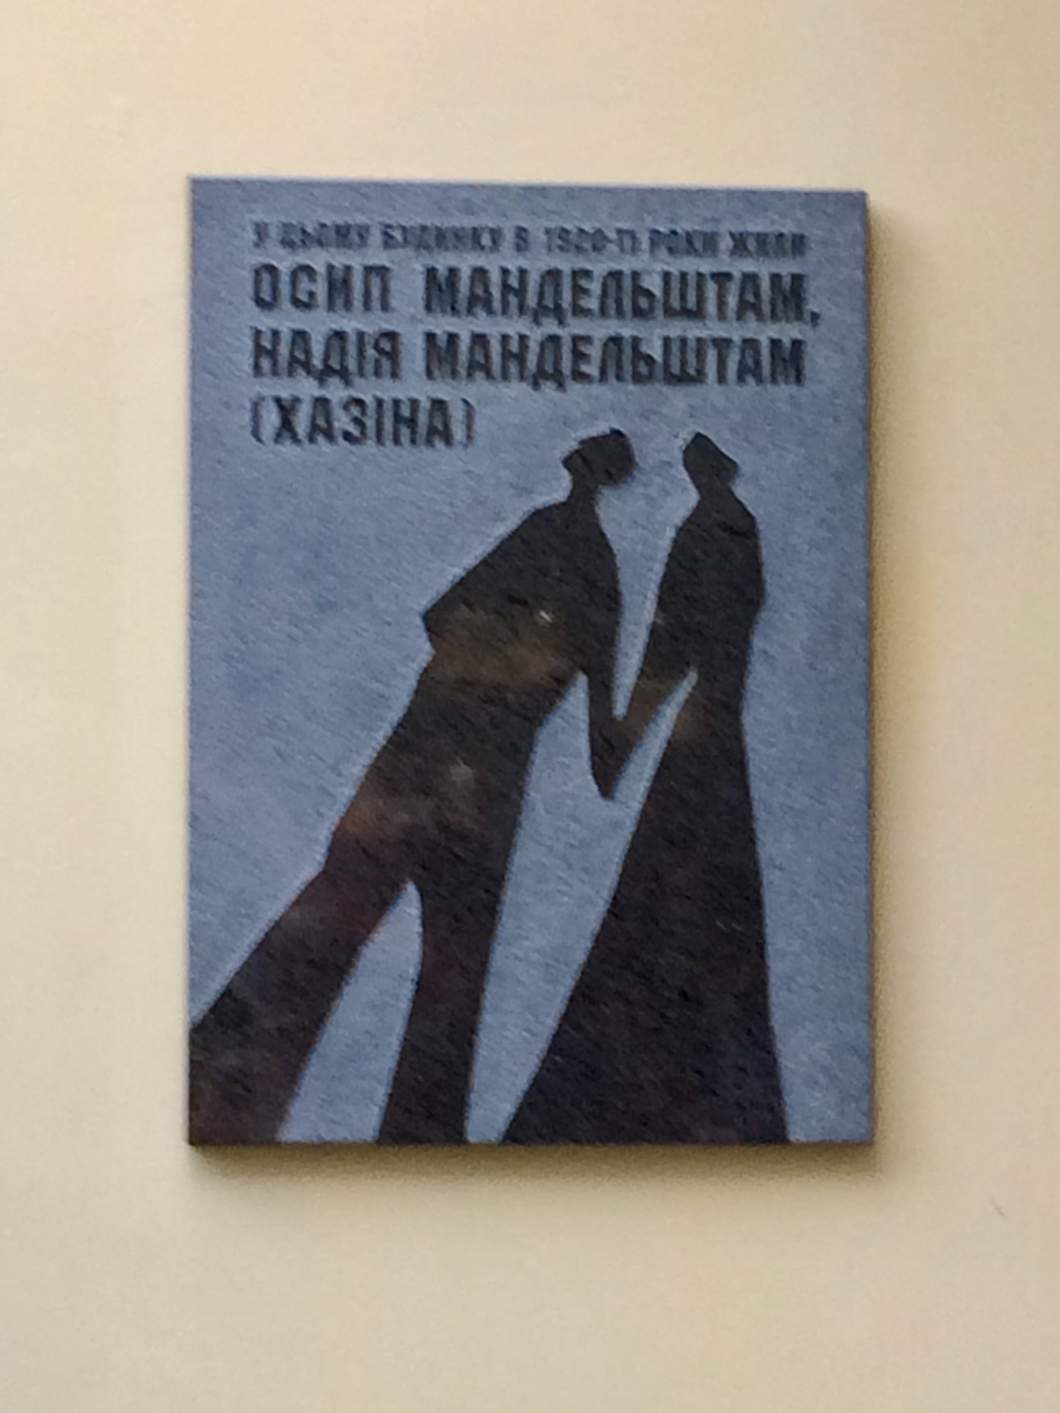 У ЦЬОМУ БУДИНКУ В 1920-ТІ РОКИ ЖИЛИ
ОСИП МАНДЕЛЬШТАМ,
НАДІЯ МАНДЕЛЬШТАМ
(ХАЗІНА)